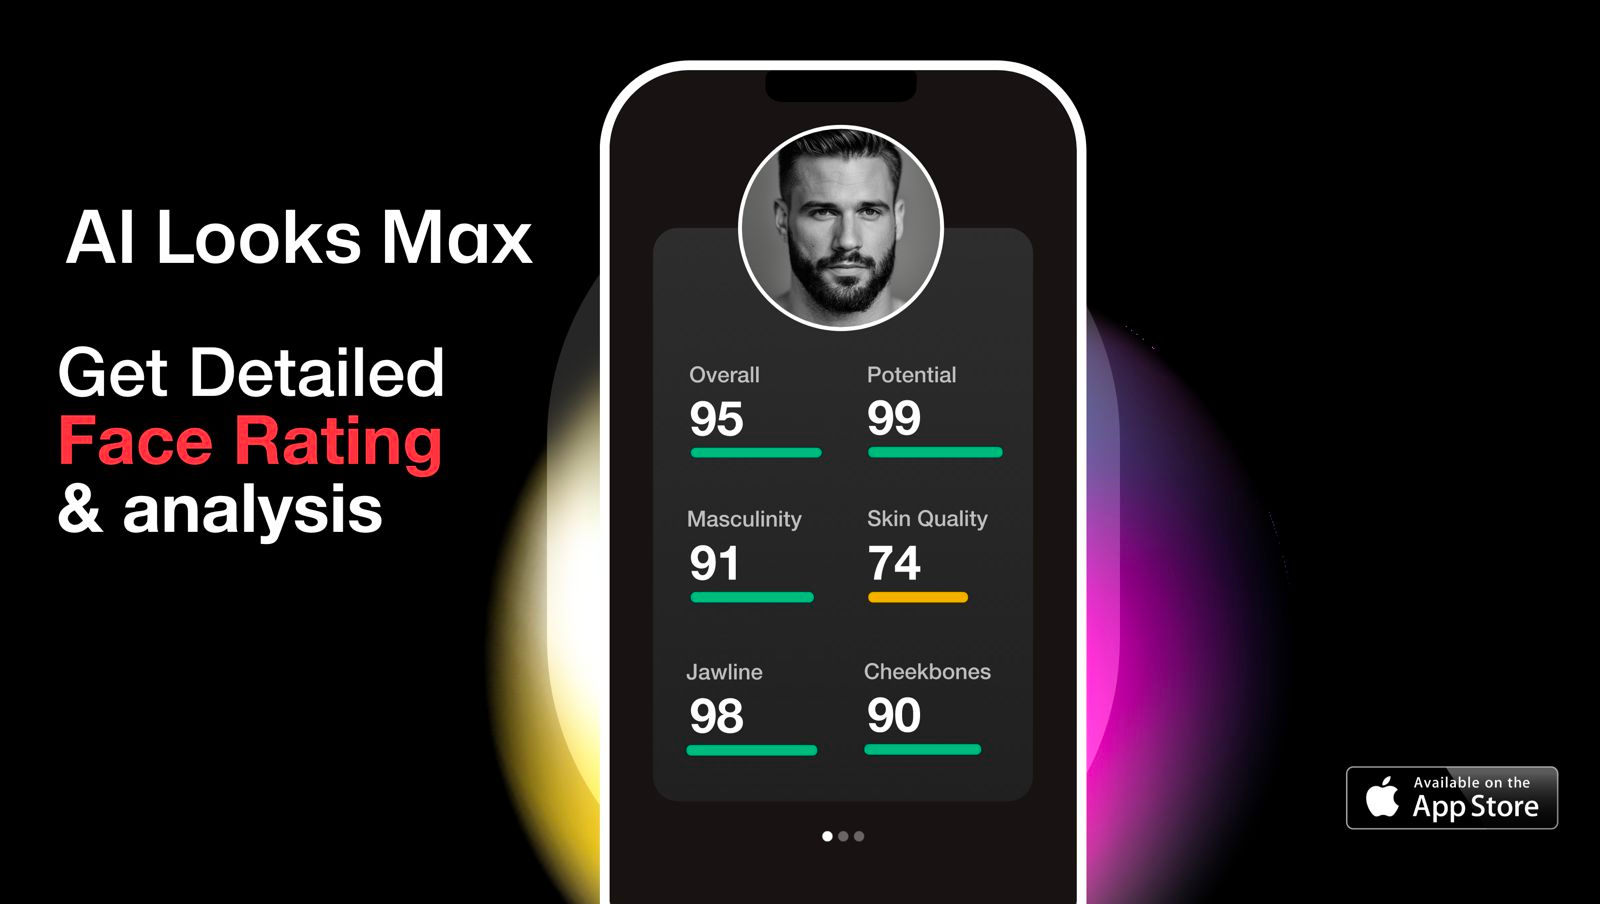 AI Looks Max
Get Detailed
Face Rating
& analysis
Overall
95
Potential
99
Masculinity
91
Skin Quality
74
Jawline
98
Cheekbones
90
Available on the
App Store